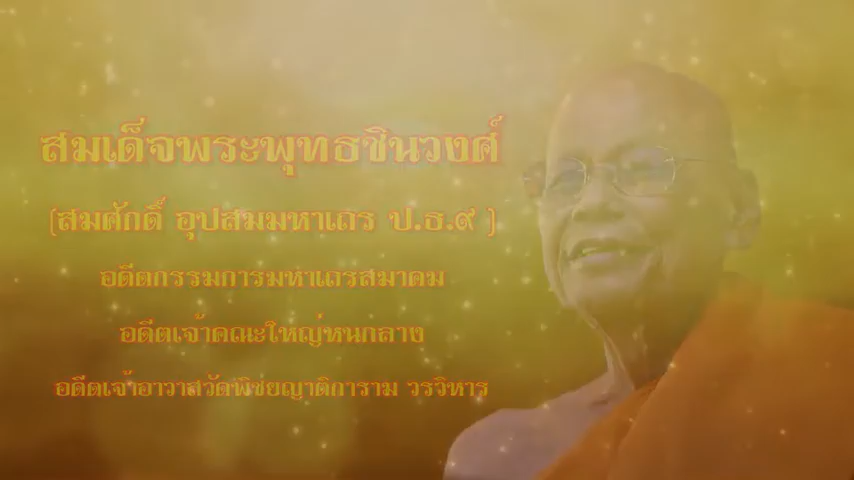 สมเด็จพระพุทธชินวงศ์
(สมศักดิ์ อุปสมมหาเถร ป.ธ.๙ )
อดีตกรรมการมหาเถรสมาคม
อดีตเจ้าคณะใหญ่หนกลาง
อดีตเจ้าอาวาสวัดพิชยญาติการาม วรวิหาร